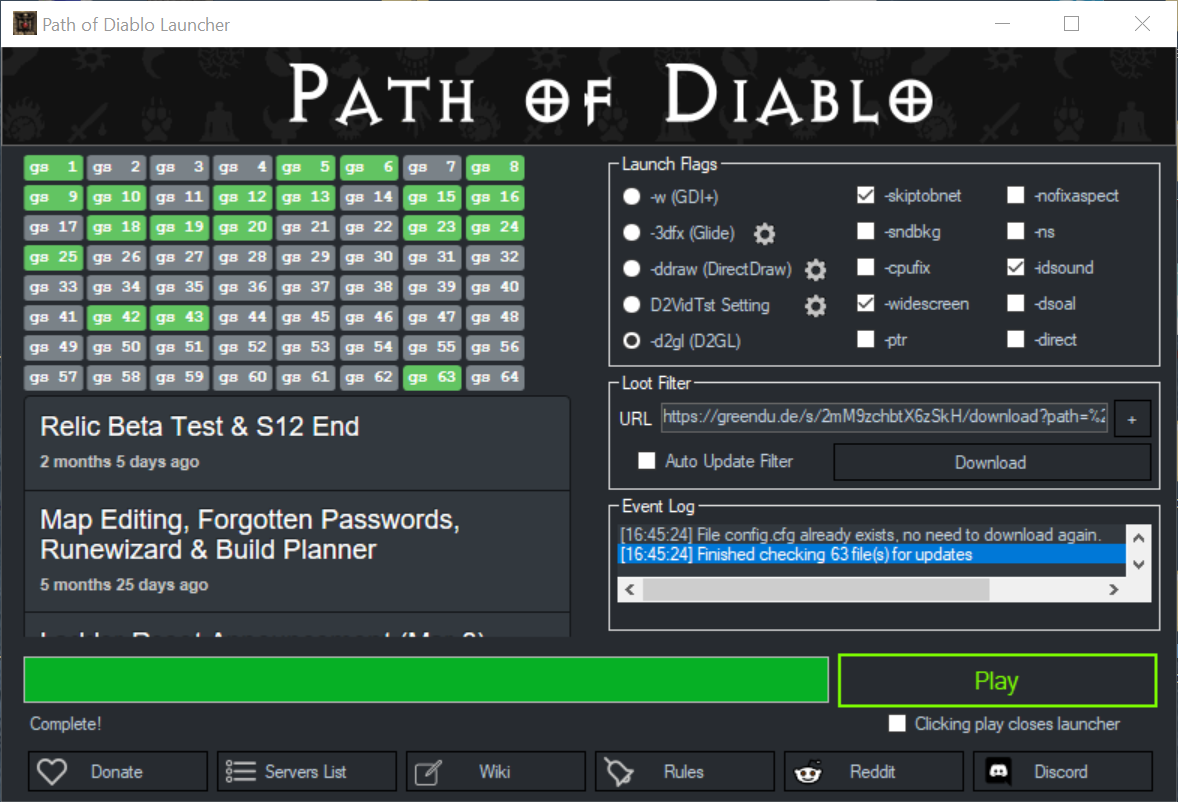 Path of Diablo Launcher
PATH OF DIABLO
gs 1 gs 2 gs 3 gs 4 gs 5 gs 6 gs 7 gs 8
gs 9 gs 10 gs 11 gs 12 gs 13 gs 14 gs 15 gs 16
gs 17 gs 18 gs 19 gs 20 gs 21 gs 22 gs 23 gs 24
gs 25 gs 26 gs 27 gs 28 gs 29 gs 30 gs 31 gs 32
gs 33 gs 34 gs 35 gs 36 gs 37 gs 38 gs 39 gs 40
gs 41 gs 42 gs 43 gs 44 gs 45 gs 46 gs 47 gs 48
gs 49 gs 50 gs 51 gs 52 gs 53 gs 54 gs 55 gs 56
gs 57 gs 58 gs 59 gs 60 gs 61 gs 62 gs 63 gs 64
Relic Beta Test & S12 End
2 months 5 days ago
Map Editing, Forgotten Passwords,
Runewizard & Build Planner
5 months 25 days ago
Launch Flags
-w (GDI+) -skiptobnet -nofixaspect
-3dfx (Glide) -sndbkg -ns
-ddraw (DirectDraw) -cpufix -idsound
D2VidTst Setting -widescreen -dsoal
-d2gl (D2GL) -ptr -direct
Loot Filter
URL https://greendu.de/s/2mM9zchbtX6zSkH/download?path=%2 +
Auto Update Filter Download
Event Log
[16:45:24] File config.cfg already exists, no need to download again.
[16:45:24] Finished checking 63 file(s) for updates
Play
Complete! Clicking play closes launcher
Donate Servers List Wiki Rules Reddit Discord